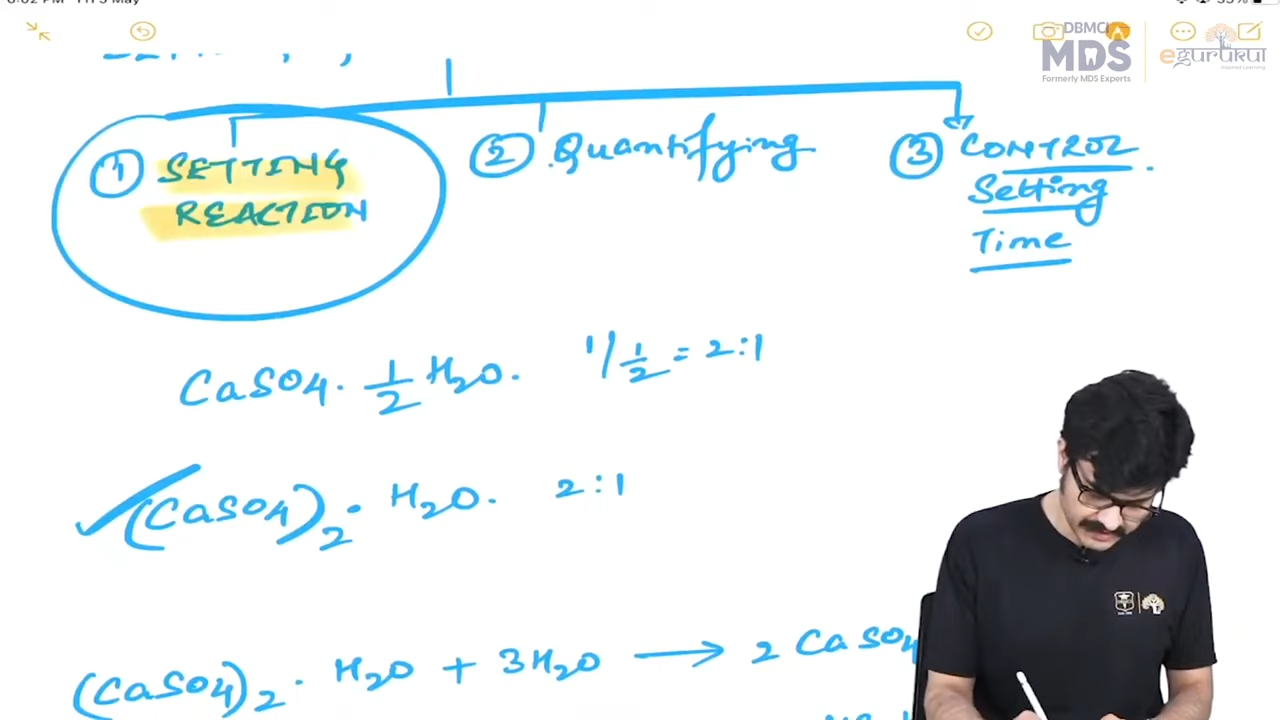 DBMCI
MDS
Formerly MDS Experts
egurukul
① SETTING
REACTION
② Quantifying
③ CONTROL
Setting
Time
CaSO4 · 1/2 H2O. 1/ 1/2 = 2:1
(CaSO4)2 · H2O. 2:1
(CaSO4)2 · H2O + 3H2O → 2 CaSO4